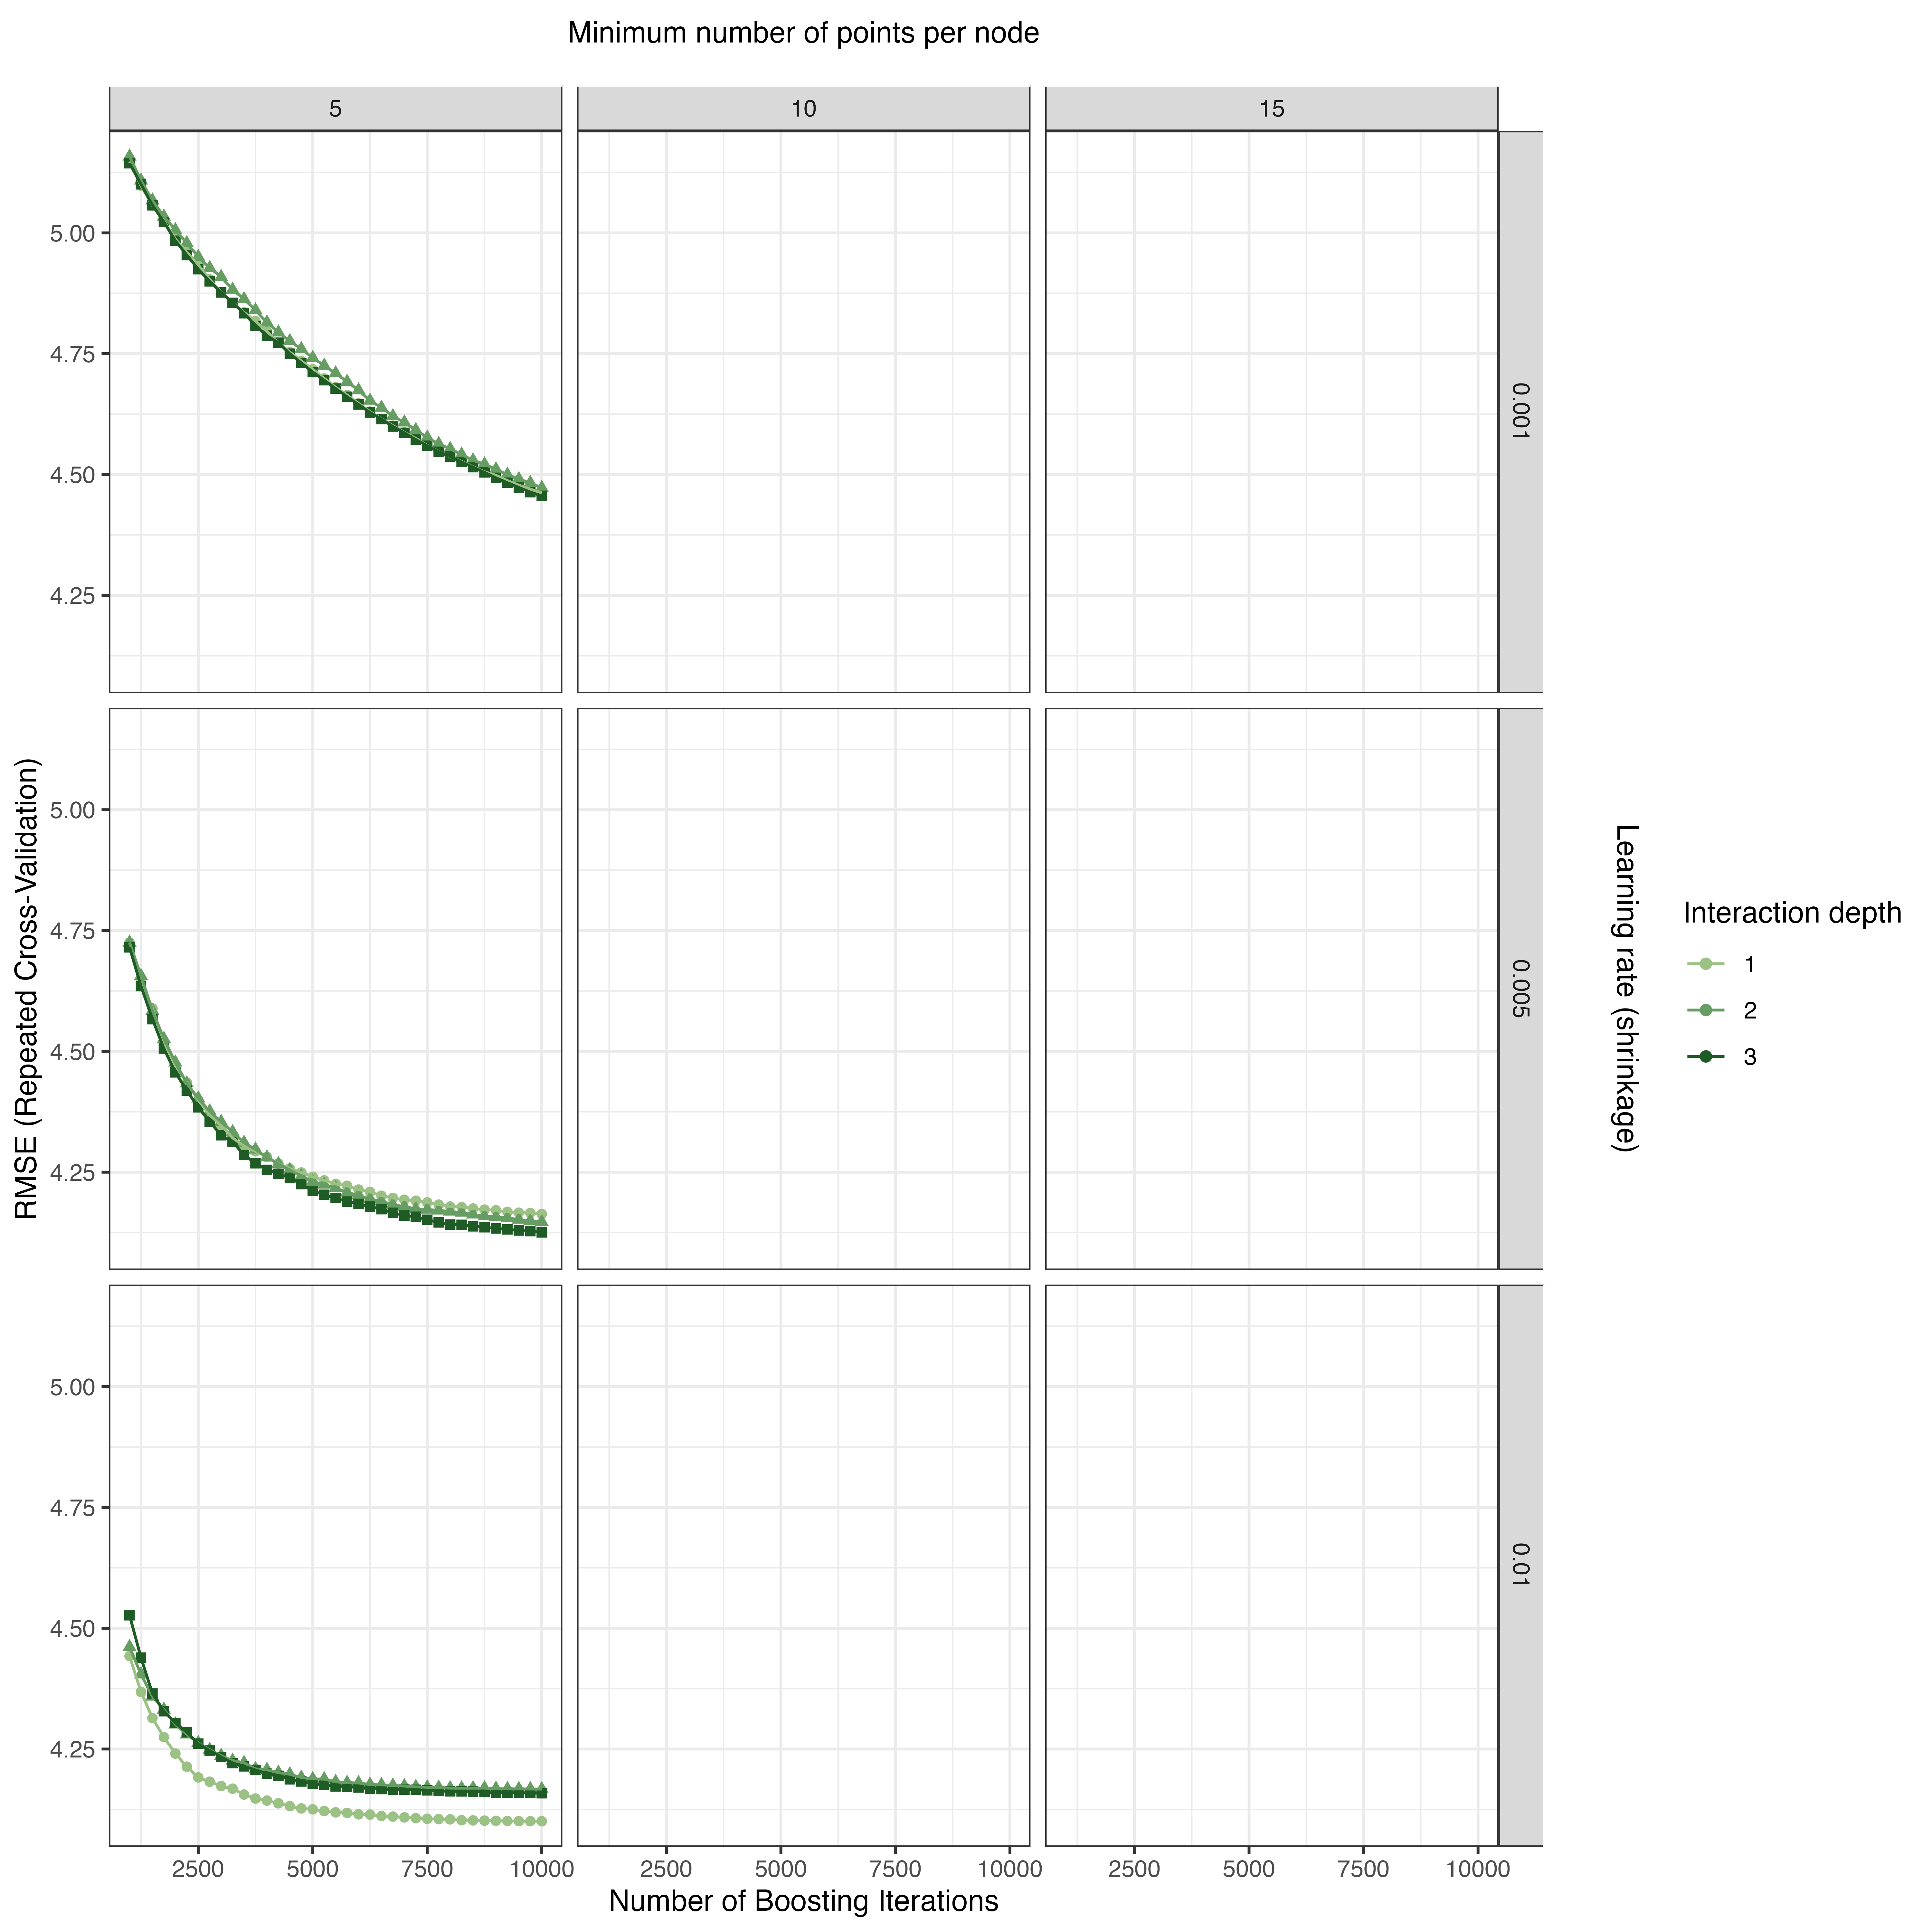 Minimum number of points per node
5 10 15
5.00
4.75
4.50
4.25
0.001
5.00
4.75
4.50
4.25
0.005
5.00
4.75
4.50
4.25
0.01
2500 5000 7500 10000 2500 5000 7500 10000 2500 5000 7500 10000
Number of Boosting Iterations
RMSE (Repeated Cross-Validation)
Learning rate (shrinkage)
Interaction depth
1
2
3